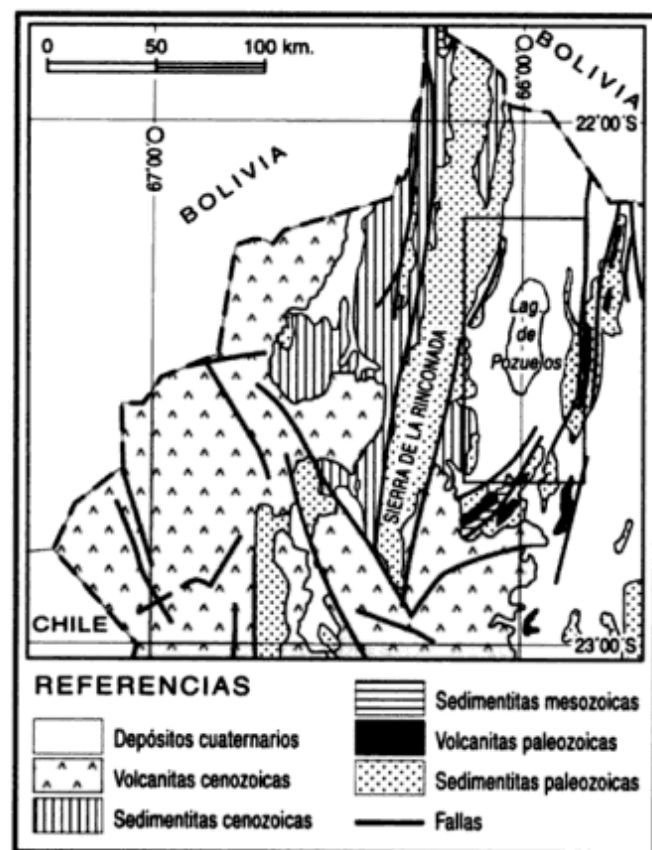 0 50 100 km.
BOLIVIA
66°00'O
22°00'S
67°00'O
BOLIVIA
Lag.
de
Pozuelos
SIERRA DE LA RINCONADA
CHILE
23°00'S
REFERENCIAS
Depósitos cuaternarios
Volcanitas cenozoicas
Sedimentitas cenozoicas
Sedimentitas mesozoicas
Volcanitas paleozoicas
Sedimentitas paleozoicas
Fallas